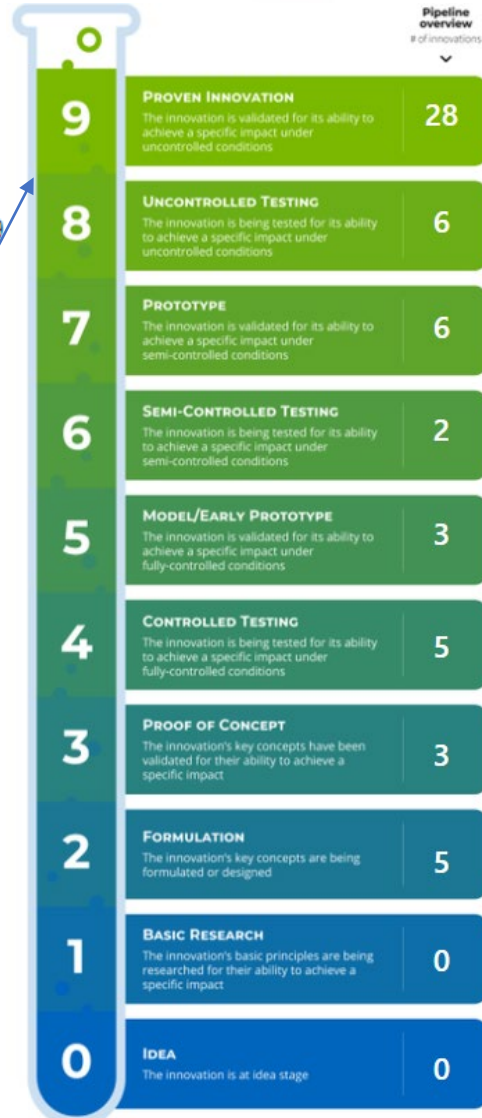 Pipeline
overview
# of innovations
9
PROVEN INNOVATION
The innovation is validated for its ability to
achieve a specific impact under
uncontrolled conditions
28
8
UNCONTROLLED TESTING
The innovation is being tested for its ability
to achieve a specific impact under
uncontrolled conditions
6
7
PROTOTYPE
The innovation is validated for its ability to
achieve a specific impact under
semi-controlled conditions
6
6
SEMI-CONTROLLED TESTING
The innovation is being tested for its ability
to achieve a specific impact under
semi-controlled conditions
2
5
MODEL/EARLY PROTOTYPE
The innovation is validated for its ability to
achieve a specific impact under
fully-controlled conditions
3
4
CONTROLLED TESTING
The innovation is being tested for its ability
to achieve a specific impact under
fully-controlled conditions
5
3
PROOF OF CONCEPT
The innovation's key concepts have been
validated for their ability to achieve a
specific impact
3
2
FORMULATION
The innovation's key concepts are being
formulated or designed
5
1
BASIC RESEARCH
The innovation's basic principles are being
researched for their ability to achieve a
specific impact
0
0
IDEA
The innovation is at idea stage
0